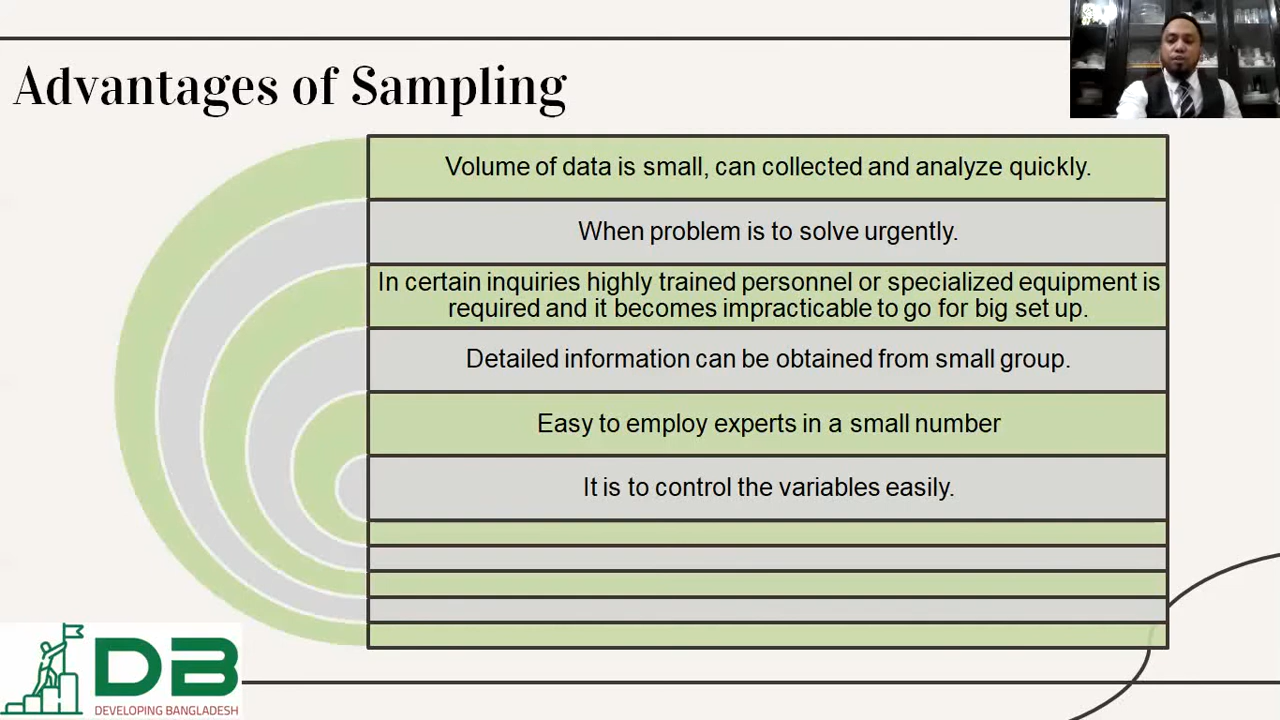 Advantages of Sampling
Volume of data is small, can collected and analyze quickly.
When problem is to solve urgently.
In certain inquiries highly trained personnel or specialized equipment is
required and it becomes impracticable to go for big set up.
Detailed information can be obtained from small group.
Easy to employ experts in a small number
It is to control the variables easily.
DB
DEVELOPING BANGLADESH